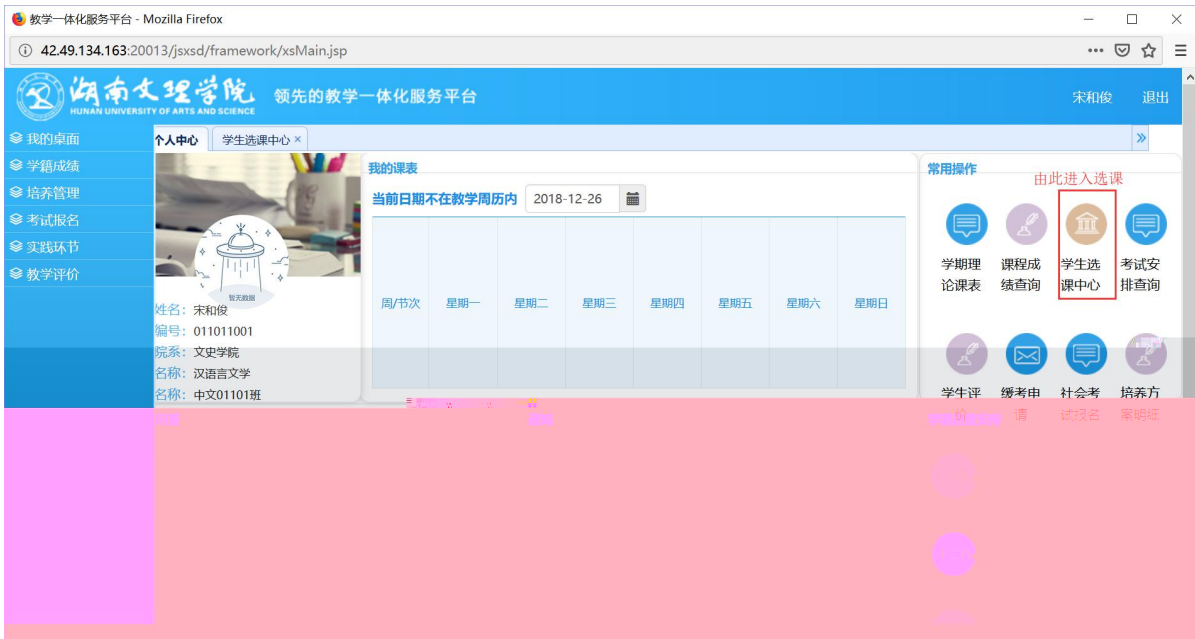 教学一体化服务平台 - Mozilla Firefox
42.49.134.163:20013/jsxsd/framework/xsMain.jsp
湖南文理学院
HUNAN UNIVERSITY OF ARTS AND SCIENCE
领先的教学一体化服务平台
宋和俊 退出
我的桌面
学籍成绩
培养管理
考试报名
实践环节
教学评价
个人中心 学生选课中心 ×
暂无数据
姓名: 宋和俊
编号: 011011001
院系: 文史学院
名称: 汉语言文学
名称: 中文01101班
我的课表
当前日期不在教学周历内 2018-12-26
周/节次 星期一 星期二 星期三 星期四 星期五 星期六 星期日
常用操作
由此进入选课
学期理 课程成 学生选 考试安
论课表 绩查询 课中心 排查询
学生评 缓考申 社会考 培养方
价 请 试报名 案明细